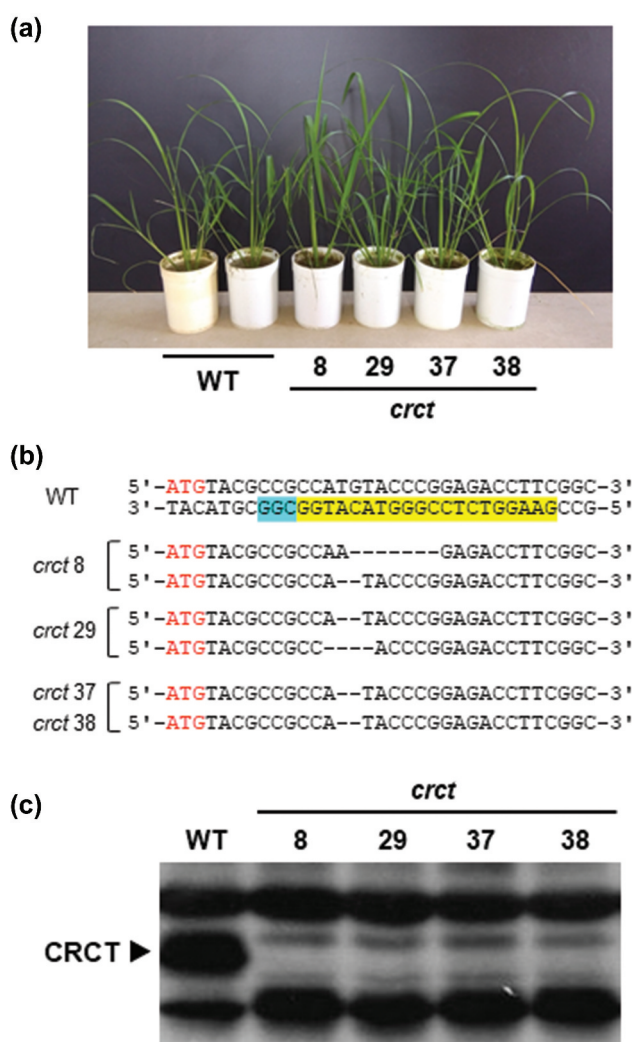 (a)
WT
8 29 37 38
crct
(b)
WT
5'-ATGTACGCCGCCATGTACCCGGAGACCTTCGGC-3'
3'-TACATGCGGCGGTACATGGGCCTCTGGAAGCCG-5'
crct 8
5'-ATGTACGCCGCCAA-------GAGACCTTCGGC-3'
5'-ATGTACGCCGCCA--TACCCGGAGACCTTCGGC-3'
crct 29
5'-ATGTACGCCGCCA--TACCCGGAGACCTTCGGC-3'
5'-ATGTACGCCGCC----ACCCGGAGACCTTCGGC-3'
crct 37 5'-ATGTACGCCGCCA--TACCCGGAGACCTTCGGC-3'
crct 38 5'-ATGTACGCCGCCA--TACCCGGAGACCTTCGGC-3'
(c)
crct
WT 8 29 37 38
CRCT